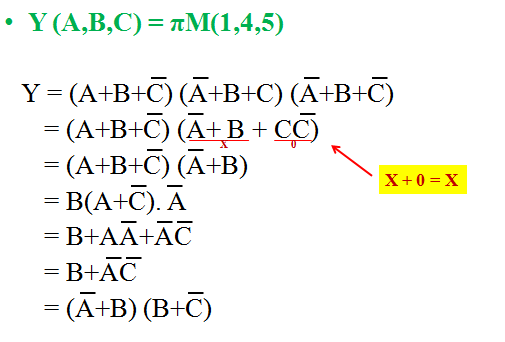 • Y (A,B,C) = πM(1,4,5)
Y = (A+B+C̅) (A̅+B+C) (A̅+B+C̅)
= (A+B+C̅) (A̅+ B + CC̅)
X 0
= (A+B+C̅) (A̅+B)
X + 0 = X
= B(A+C̅). A̅
= B+AA̅+A̅C̅
= B+A̅C̅
= (A̅+B) (B+C̅)